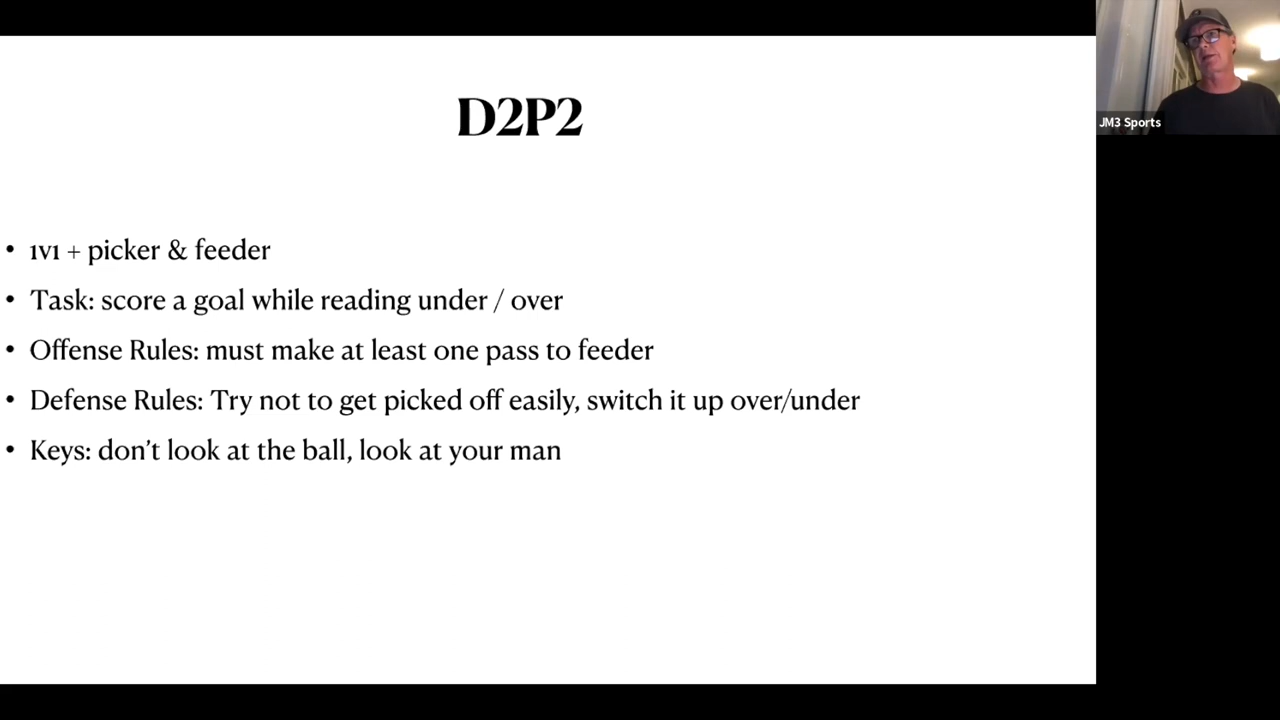 D2P2
JM3 Sports
• 1v1 + picker & feeder
• Task: score a goal while reading under / over
• Offense Rules: must make at least one pass to feeder
• Defense Rules: Try not to get picked off easily, switch it up over/under
• Keys: don’t look at the ball, look at your man